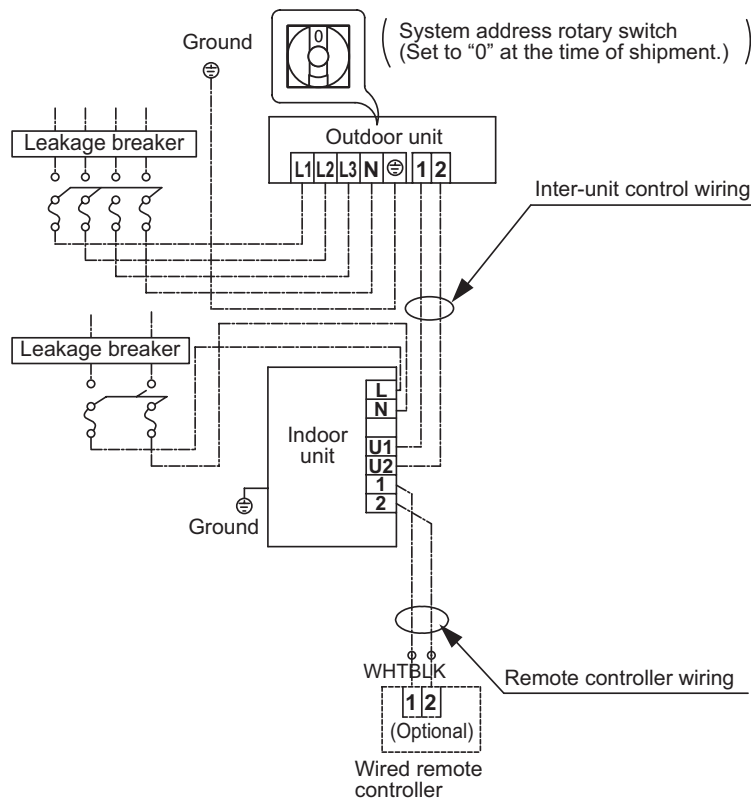 Ground
0
System address rotary switch
(Set to “0” at the time of shipment.)
Leakage breaker
Outdoor unit
L1 L2 L3 N 1 2
Inter-unit control wiring
Leakage breaker
L
N
Indoor
unit
U1
U2
1
2
Ground
WHT BLK
Remote controller wiring
1 2
(Optional)
Wired remote
controller